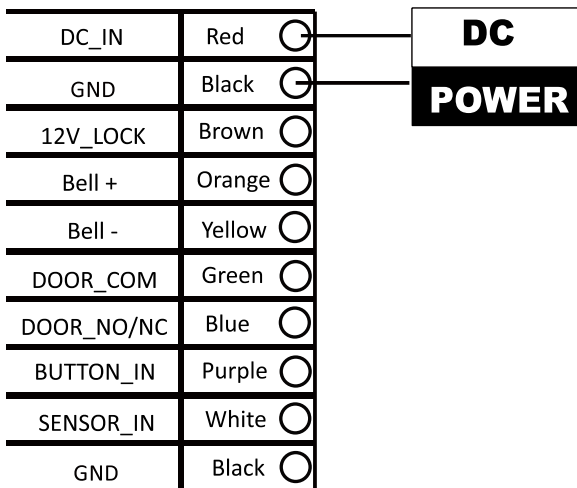 DC_IN Red DC
GND Black POWER
12V_LOCK Brown
Bell + Orange
Bell - Yellow
DOOR_COM Green
DOOR_NO/NC Blue
BUTTON_IN Purple
SENSOR_IN White
GND Black